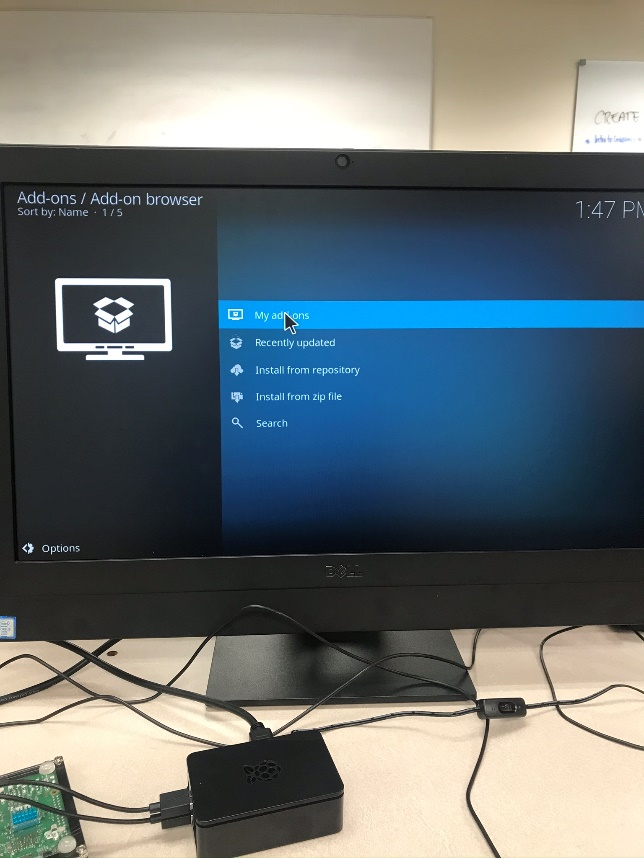 CREATE
Add-ons / Add-on browser
Sort by: Name · 1 / 5
1:47 PM
My add-ons
Recently updated
Install from repository
Install from zip file
Search
Options
DELL